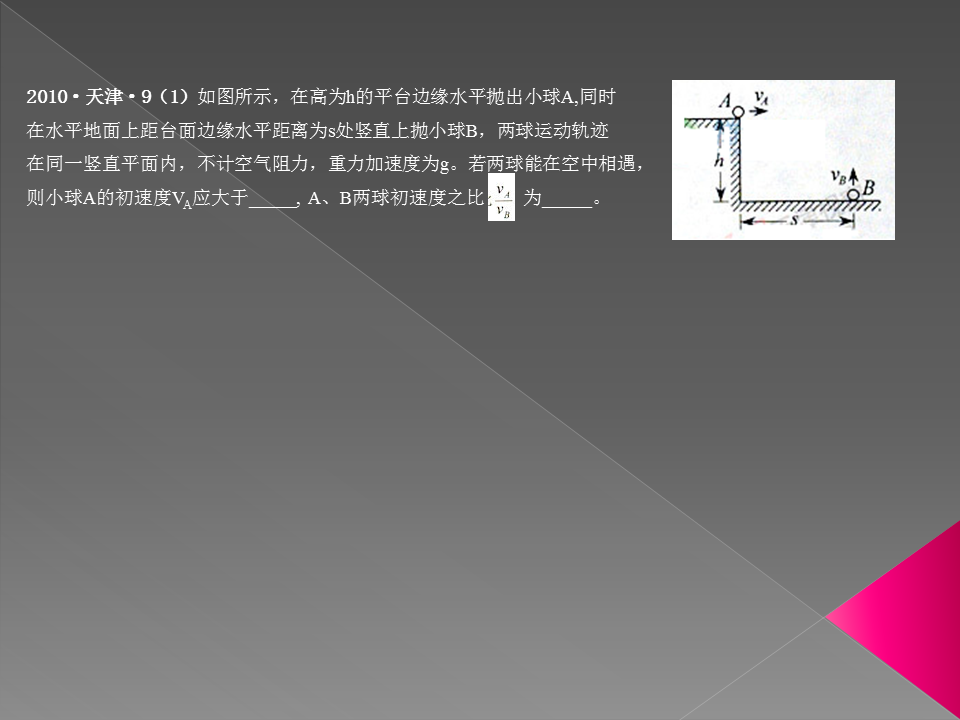 2010·天津·9（1）如图所示，在高为h的平台边缘水平抛出小球A,同时
在水平地面上距台面边缘水平距离为s处竖直上抛小球B，两球运动轨迹
在同一竖直平面内，不计空气阻力，重力加速度为g。若两球能在空中相遇，
则小球A的初速度VA应大于_____, A、B两球初速度之比 vA/vB 为_____。
A vA
h
vB B
s